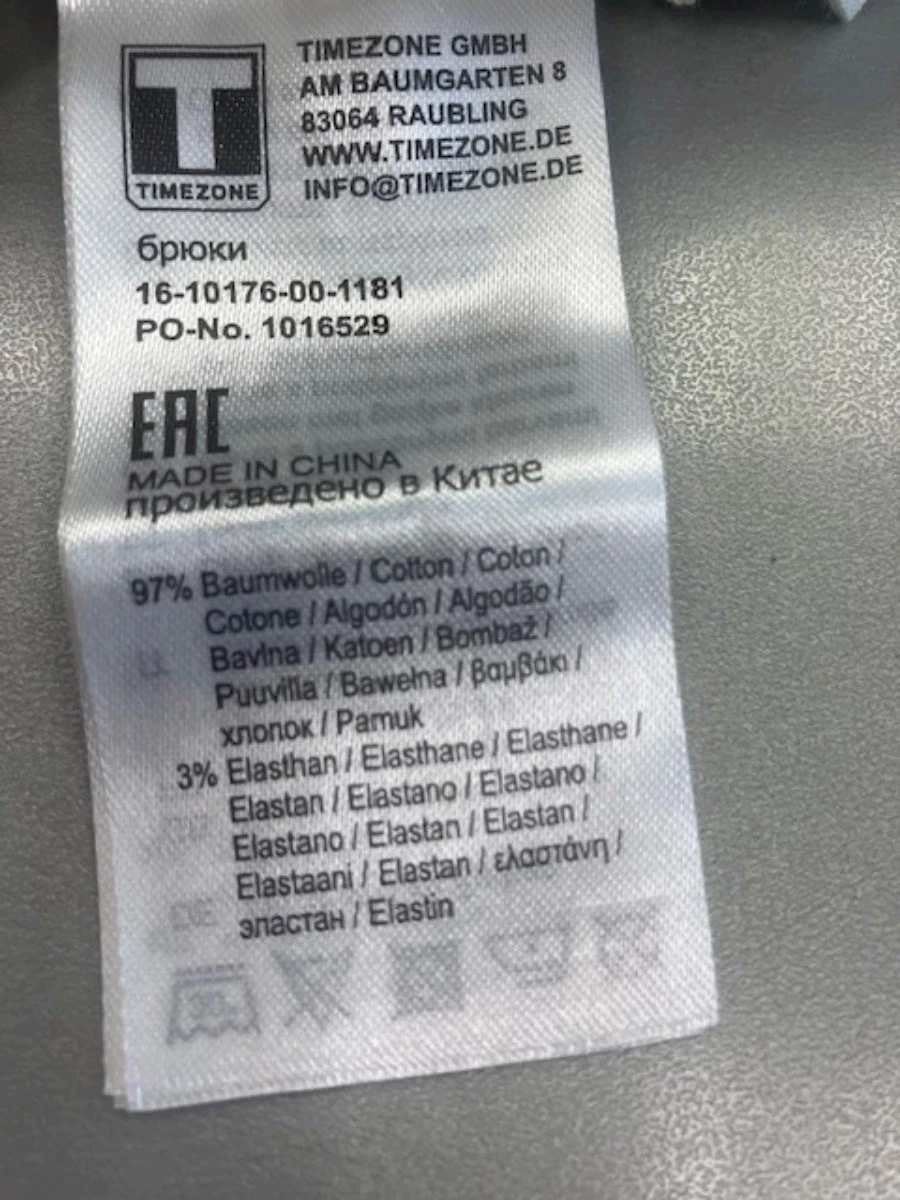 T
TIMEZONE
TIMEZONE GMBH
AM BAUMGARTEN 8
83064 RAUBLING
WWW.TIMEZONE.DE
INFO@TIMEZONE.DE
брюки
16-10176-00-1181
PO-No. 1016529
EAC
MADE IN CHINA
произведено в Китае
97% Baumwolle / Cotton / Coton /
Cotone / Algodón / Algodão /
Bavlna / Katoen / Bombaž /
Puuvilla / Bawełna / βαμβάκι /
хлопок / Pamuk
3% Elasthan / Elasthane / Elasthane /
Elastan / Elastano / Elastano /
Elastano / Elastan / Elastan /
Elastaani / Elastan / ελαστάνη /
эластан / Elastin